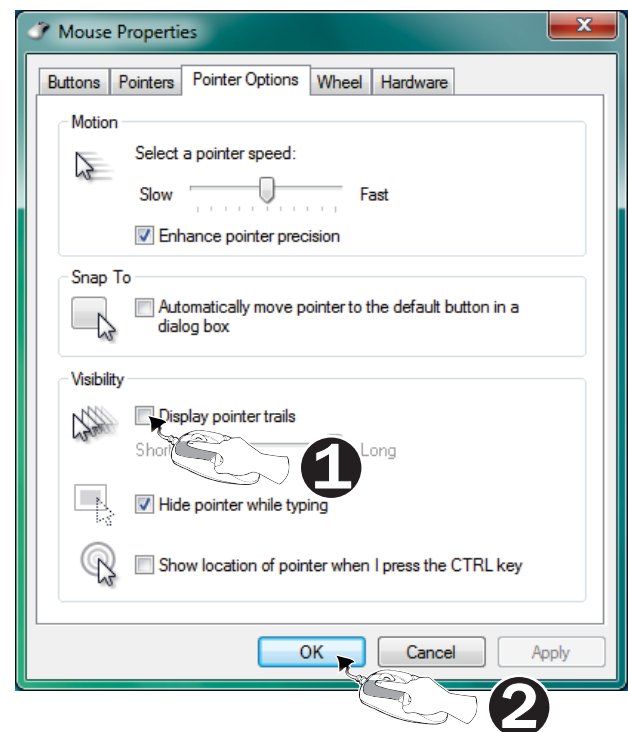 Mouse Properties
Buttons Pointers Pointer Options Wheel Hardware
Motion
Select a pointer speed:
Slow Fast
Enhance pointer precision
Snap To
Automatically move pointer to the default button in a
dialog box
Visibility
Display pointer trails
Long
1
Hide pointer while typing
Show location of pointer when I press the CTRL key
OK Cancel Apply
2